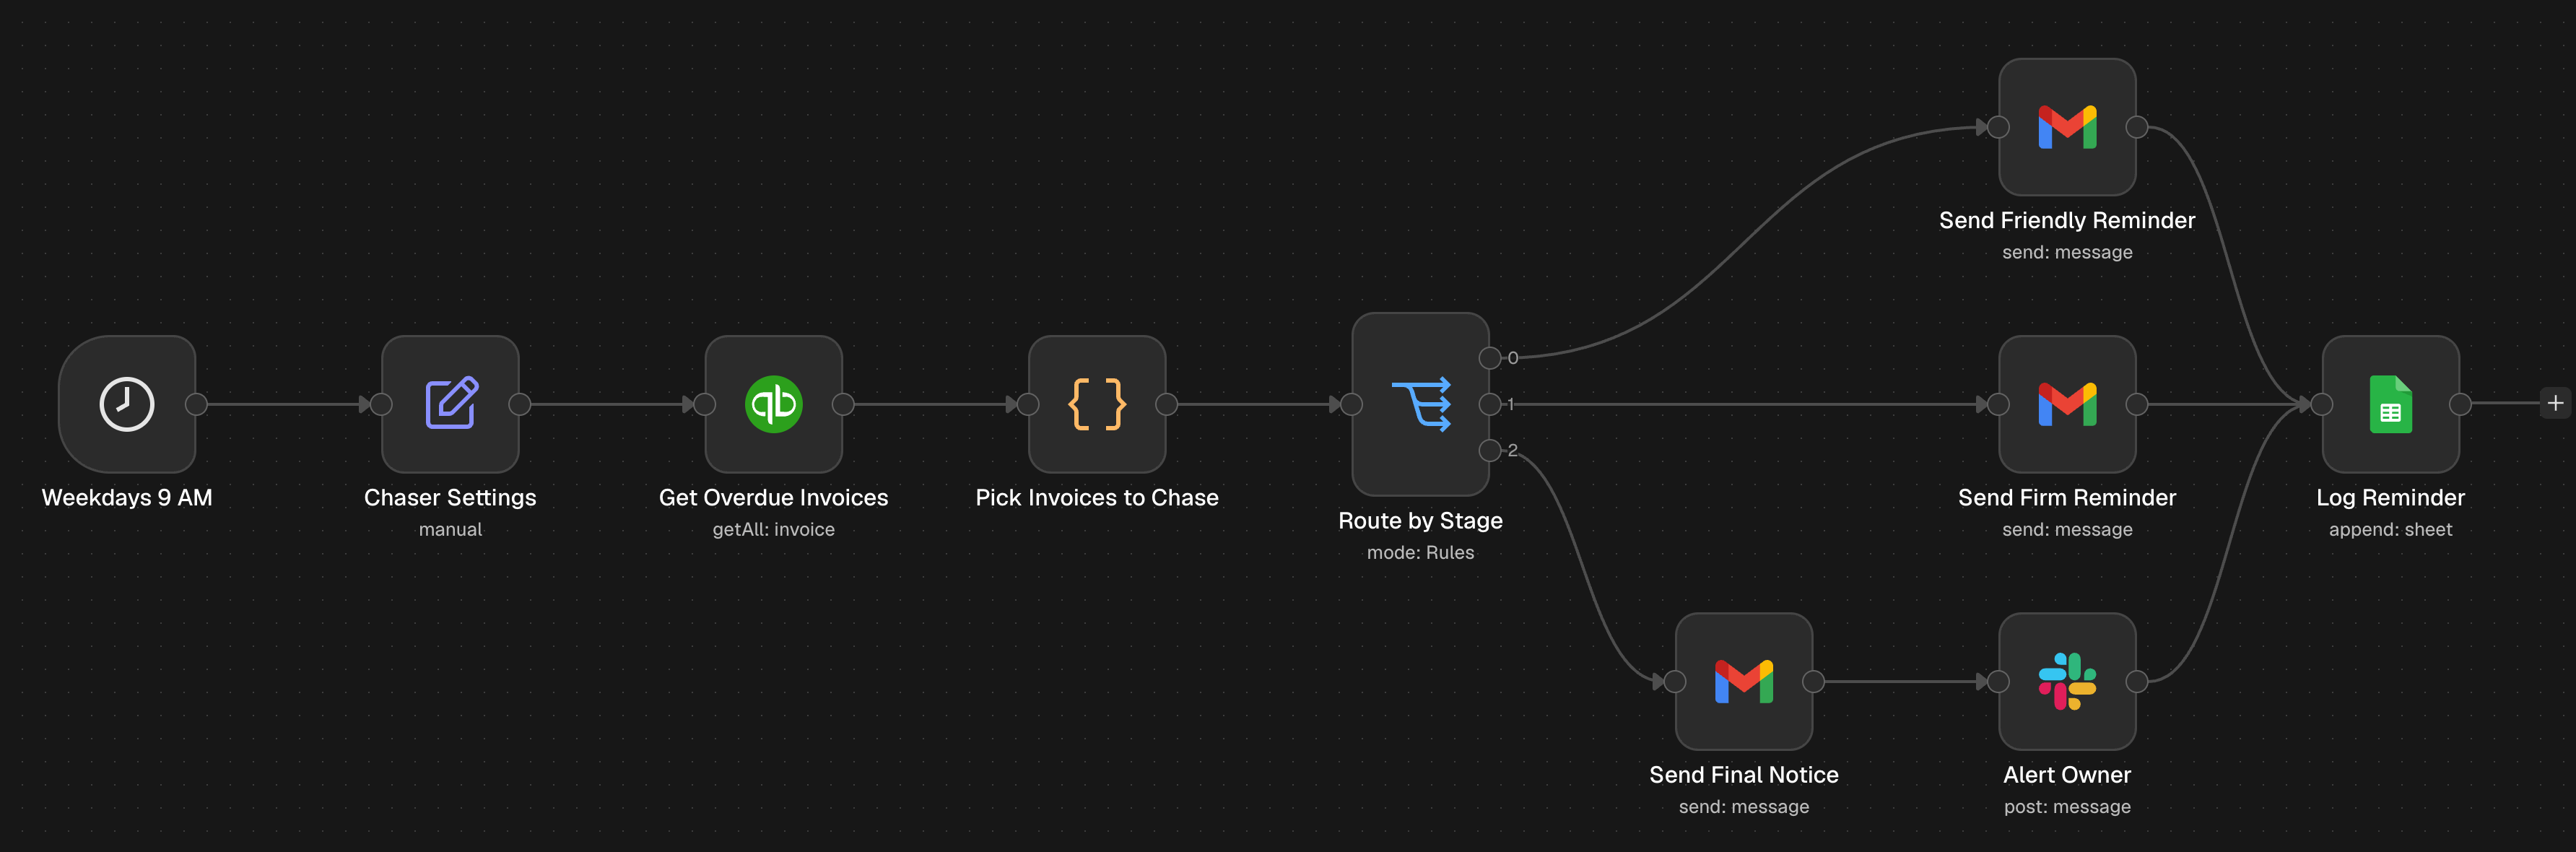 Weekdays 9 AM
Chaser Settings
manual
Get Overdue Invoices
getAll: invoice
Pick Invoices to Chase
Route by Stage
mode: Rules
0
1
2
Send Friendly Reminder
send: message
Send Firm Reminder
send: message
Send Final Notice
send: message
Alert Owner
post: message
Log Reminder
append: sheet